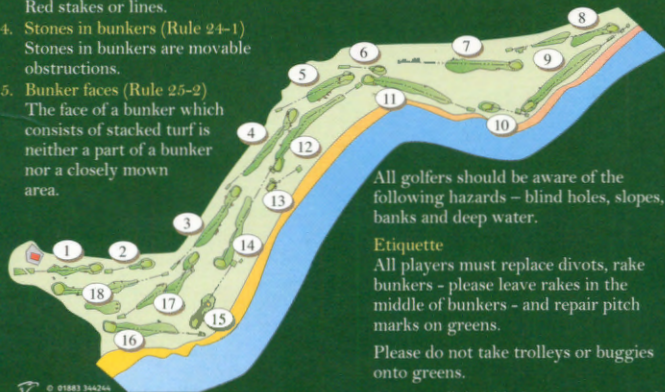 Red stakes or lines.
4. Stones in bunkers (Rule 24-1)
Stones in bunkers are movable
obstructions.
5. Bunker faces (Rule 25-2)
The face of a bunker which
consists of stacked turf is
neither a part of a bunker
nor a closely mown
area.
8
7
6
9
5
11
10
4
12
13
3
14
1
2
18
17
15
16
All golfers should be aware of the
following hazards – blind holes, slopes,
banks and deep water.
Etiquette
All players must replace divots, rake
bunkers - please leave rakes in the
middle of bunkers - and repair pitch
marks on greens.
Please do not take trolleys or buggies
onto greens.
© 01883 344244